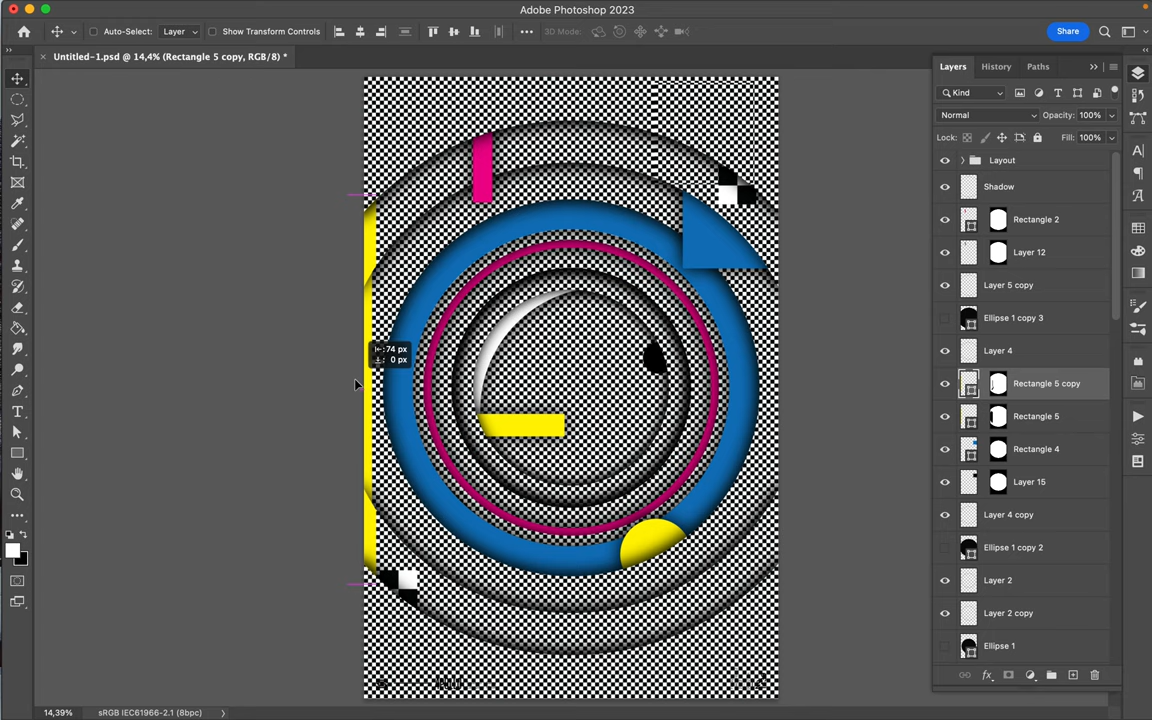 Adobe Photoshop 2023
Auto-Select:
Layer
Show Transform Controls
3D Mode:
Share
Untitled-1.psd @ 14,4% (Rectangle 5 copy, RGB/8) *
Layers
History
Paths
Kind
Normal
Opacity: 100%
Lock:
Fill: 100%
Layout
Shadow
Rectangle 2
Layer 12
Layer 5 copy
Ellipse 1 copy 3
Layer 4
Rectangle 5 copy
Rectangle 5
Rectangle 4
Layer 15
Layer 4 copy
Ellipse 1 copy 2
Layer 2
Layer 2 copy
Ellipse 1
74 px
0 px
14,39%
sRGB IEC61966-2.1 (8bpc)